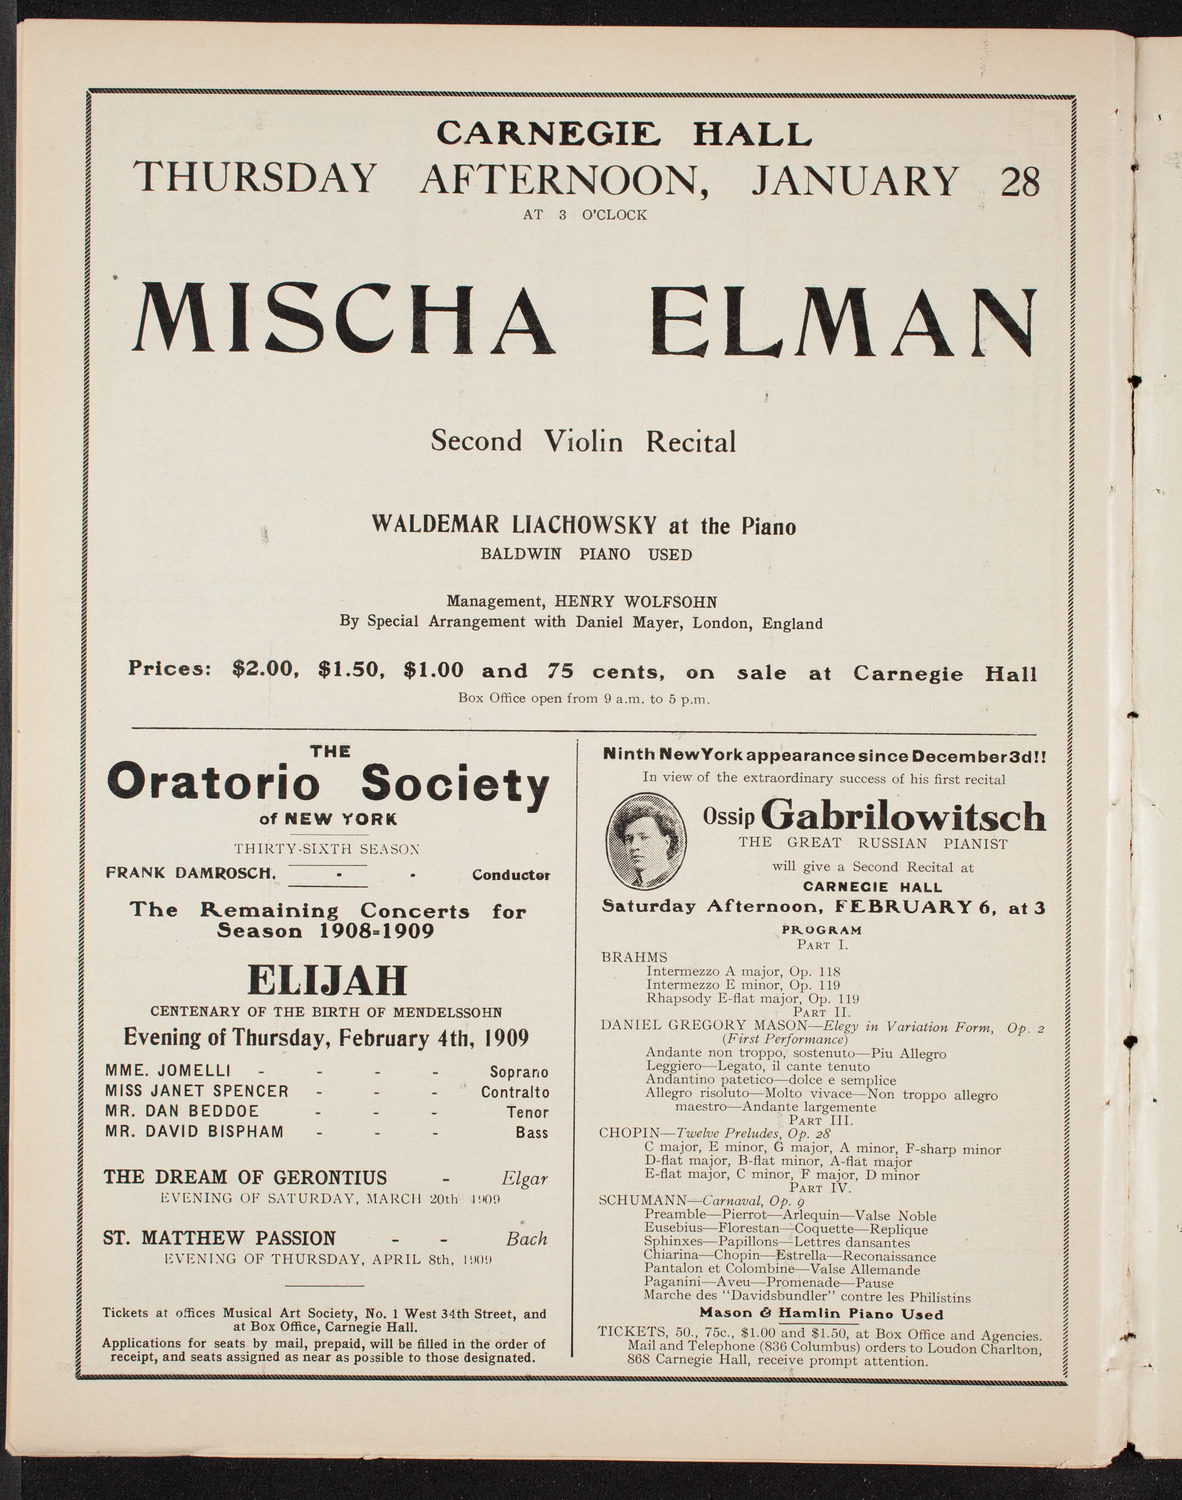 CARNEGIE HALL
THURSDAY AFTERNOON, JANUARY 28
AT 3 O'CLOCK
MISCHA ELMAN
Second Violin Recital
WALDEMAR LIACHOWSKY at the Piano
BALDWIN PIANO USED
Management, HENRY WOLFSOHN
By Special Arrangement with Daniel Mayer, London, England
Prices: $2.00, $1.50, $1.00 and 75 cents, on sale at Carnegie Hall
Box Office open from 9 a.m. to 5 p.m.
THE
Oratorio Society
of NEW YORK
THIRTY-SIXTH SEASON
FRANK DAMROSCH, - - Conductor
The Remaining Concerts for
Season 1908-1909
ELIJAH
CENTENARY OF THE BIRTH OF MENDELSSOHN
Evening of Thursday, February 4th, 1909
MME. JOMELLI - - - - Soprano
MISS JANET SPENCER - - - Contralto
MR. DAN BEDDOE - - - Tenor
MR. DAVID BISPHAM - - - Bass
THE DREAM OF GERONTIUS - Elgar
EVENING OF SATURDAY, MARCH 20th 1909
ST. MATTHEW PASSION - - Bach
EVENING OF THURSDAY, APRIL 8th, 1909
Tickets at offices Musical Art Society, No. 1 West 34th Street, and
at Box Office, Carnegie Hall.
Applications for seats by mail, prepaid, will be filled in the order of
receipt, and seats assigned as near as possible to those designated.
Ninth New York appearance since December 3d!!
In view of the extraordinary success of his first recital
Ossip Gabrilowitsch
THE GREAT RUSSIAN PIANIST
will give a Second Recital at
CARNEGIE HALL
Saturday Afternoon, FEBRUARY 6, at 3
PROGRAM
PART I.
BRAHMS
Intermezzo A major, Op. 118
Intermezzo E minor, Op. 119
Rhapsody E-flat major, Op. 119
PART II.
DANIEL GREGORY MASON—Elegy in Variation Form, Op. 2
(First Performance)
Andante non troppo, sostenuto—Piu Allegro
Leggiero—Legato, il cante tenuto
Andantino patetico—dolce e semplice
Allegro risoluto—Molto vivace—Non troppo allegro
maestro—Andante largemente
PART III.
CHOPIN—Twelve Preludes, Op. 28
C major, E minor, G major, A minor, F-sharp minor
D-flat major, B-flat minor, A-flat major
E-flat major, C minor, F major, D minor
PART IV.
SCHUMANN—Carnaval, Op. 9
Preamble—Pierrot—Arlequin—Valse Noble
Eusebius—Florestan—Coquette—Replique
Sphinxes—Papillons—Lettres dansantes
Chiarina—Chopin—Estrella—Reconaissance
Pantalon et Colombine—Valse Allemande
Paganini—Aveu—Promenade—Pause
Marche des "Davidsbundler" contre les Philistins
Mason & Hamlin Piano Used
TICKETS, 50., 75c., $1.00 and $1.50, at Box Office and Agencies.
Mail and Telephone (836 Columbus) orders to Loudon Charlton,
868 Carnegie Hall, receive prompt attention.